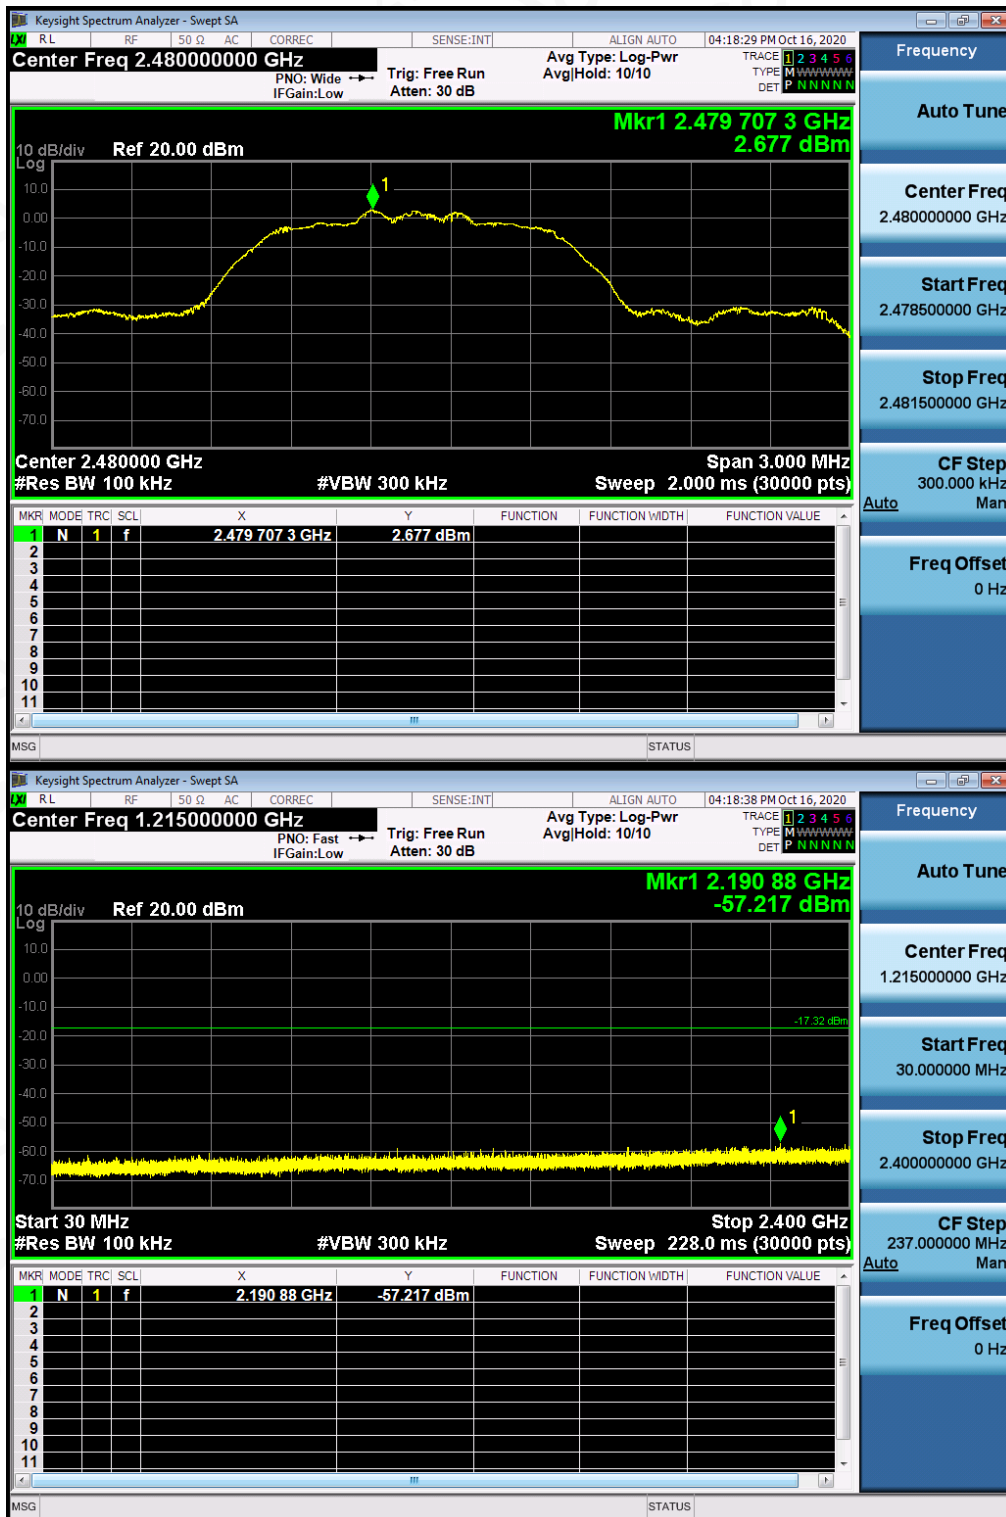 Keysight Spectrum Analyzer - Swept SA
LXI RL RF 50 Ω AC CORREC SENSE:INT ALIGN AUTO 04:18:29 PM Oct 16, 2020
Center Freq 2.480000000 GHz
PNO: Wide
IFGain:Low
Trig: Free Run
Atten: 30 dB
Avg Type: Log-Pwr
Avg|Hold: 10/10
TRACE 1 2 3 4 5 6
TYPE M WWWWW
DET P N N N N N
Mkr1 2.479 707 3 GHz
2.677 dBm
10 dB/div Ref 20.00 dBm
Log
10.0
0.00
-10.0
-20.0
-30.0
-40.0
-50.0
-60.0
-70.0
1
Center 2.480000 GHz Span 3.000 MHz
#Res BW 100 kHz #VBW 300 kHz Sweep 2.000 ms (30000 pts)
MKR MODE TRC SCL X Y FUNCTION FUNCTION WIDTH FUNCTION VALUE
1 N 1 f 2.479 707 3 GHz 2.677 dBm
2
3
4
5
6
7
8
9
10
11
MSG STATUS
Frequency
Auto Tune
Center Freq
2.480000000 GHz
Start Freq
2.478500000 GHz
Stop Freq
2.481500000 GHz
CF Step
300.000 kHz
Auto Man
Freq Offset
0 Hz
Keysight Spectrum Analyzer - Swept SA
LXI RL RF 50 Ω AC CORREC SENSE:INT ALIGN AUTO 04:18:38 PM Oct 16, 2020
Center Freq 1.215000000 GHz
PNO: Fast
IFGain:Low
Trig: Free Run
Atten: 30 dB
Avg Type: Log-Pwr
Avg|Hold: 10/10
TRACE 1 2 3 4 5 6
TYPE M WWWWW
DET P N N N N N
Mkr1 2.190 88 GHz
-57.217 dBm
10 dB/div Ref 20.00 dBm
Log
10.0
0.00
-10.0
-20.0
-30.0
-40.0
-50.0
-60.0
-70.0
-17.32 dBm
1
Start 30 MHz Stop 2.400 GHz
#Res BW 100 kHz #VBW 300 kHz Sweep 228.0 ms (30000 pts)
MKR MODE TRC SCL X Y FUNCTION FUNCTION WIDTH FUNCTION VALUE
1 N 1 f 2.190 88 GHz -57.217 dBm
2
3
4
5
6
7
8
9
10
11
MSG STATUS
Frequency
Auto Tune
Center Freq
1.215000000 GHz
Start Freq
30.000000 MHz
Stop Freq
2.400000000 GHz
CF Step
237.000000 MHz
Auto Man
Freq Offset
0 Hz